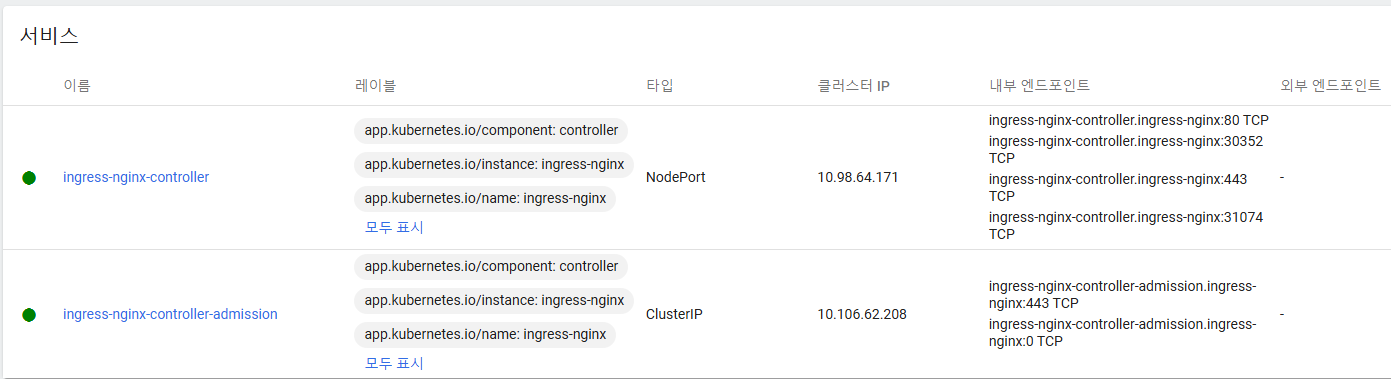 서비스
이름 레이블 타입 클러스터 IP 내부 엔드포인트 외부 엔드포인트
ingress-nginx-controller
app.kubernetes.io/component: controller
app.kubernetes.io/instance: ingress-nginx
app.kubernetes.io/name: ingress-nginx
모두 표시
NodePort
10.98.64.171
ingress-nginx-controller.ingress-nginx:80 TCP
ingress-nginx-controller.ingress-nginx:30352
TCP
ingress-nginx-controller.ingress-nginx:443
TCP
ingress-nginx-controller.ingress-nginx:31074
TCP
-
ingress-nginx-controller-admission
app.kubernetes.io/component: controller
app.kubernetes.io/instance: ingress-nginx
app.kubernetes.io/name: ingress-nginx
모두 표시
ClusterIP
10.106.62.208
ingress-nginx-controller-admission.ingress-
nginx:443 TCP
ingress-nginx-controller-admission.ingress-
nginx:0 TCP
-